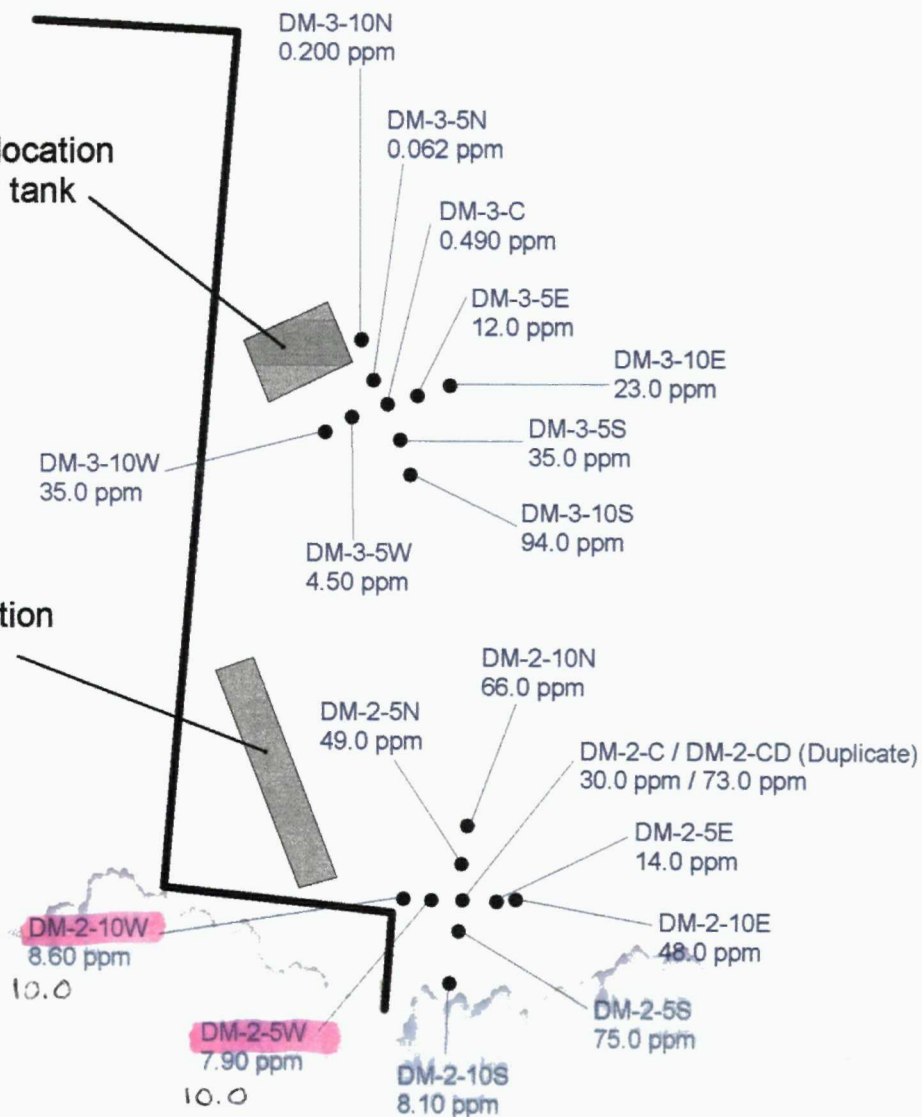 DM-3-10N
0.200 ppm
DM-3-5N
0.062 ppm
location
tank
DM-3-C
0.490 ppm
DM-3-5E
12.0 ppm
DM-3-10E
23.0 ppm
DM-3-5S
35.0 ppm
DM-3-10W
35.0 ppm
DM-3-10S
94.0 ppm
DM-3-5W
4.50 ppm
tion
DM-2-10N
66.0 ppm
DM-2-5N
49.0 ppm
DM-2-C / DM-2-CD (Duplicate)
30.0 ppm / 73.0 ppm
DM-2-5E
14.0 ppm
DM-2-10W
8.60 ppm
10.0
DM-2-10E
48.0 ppm
DM-2-5S
75.0 ppm
DM-2-5W
7.90 ppm
10.0
DM-2-10S
8.10 ppm